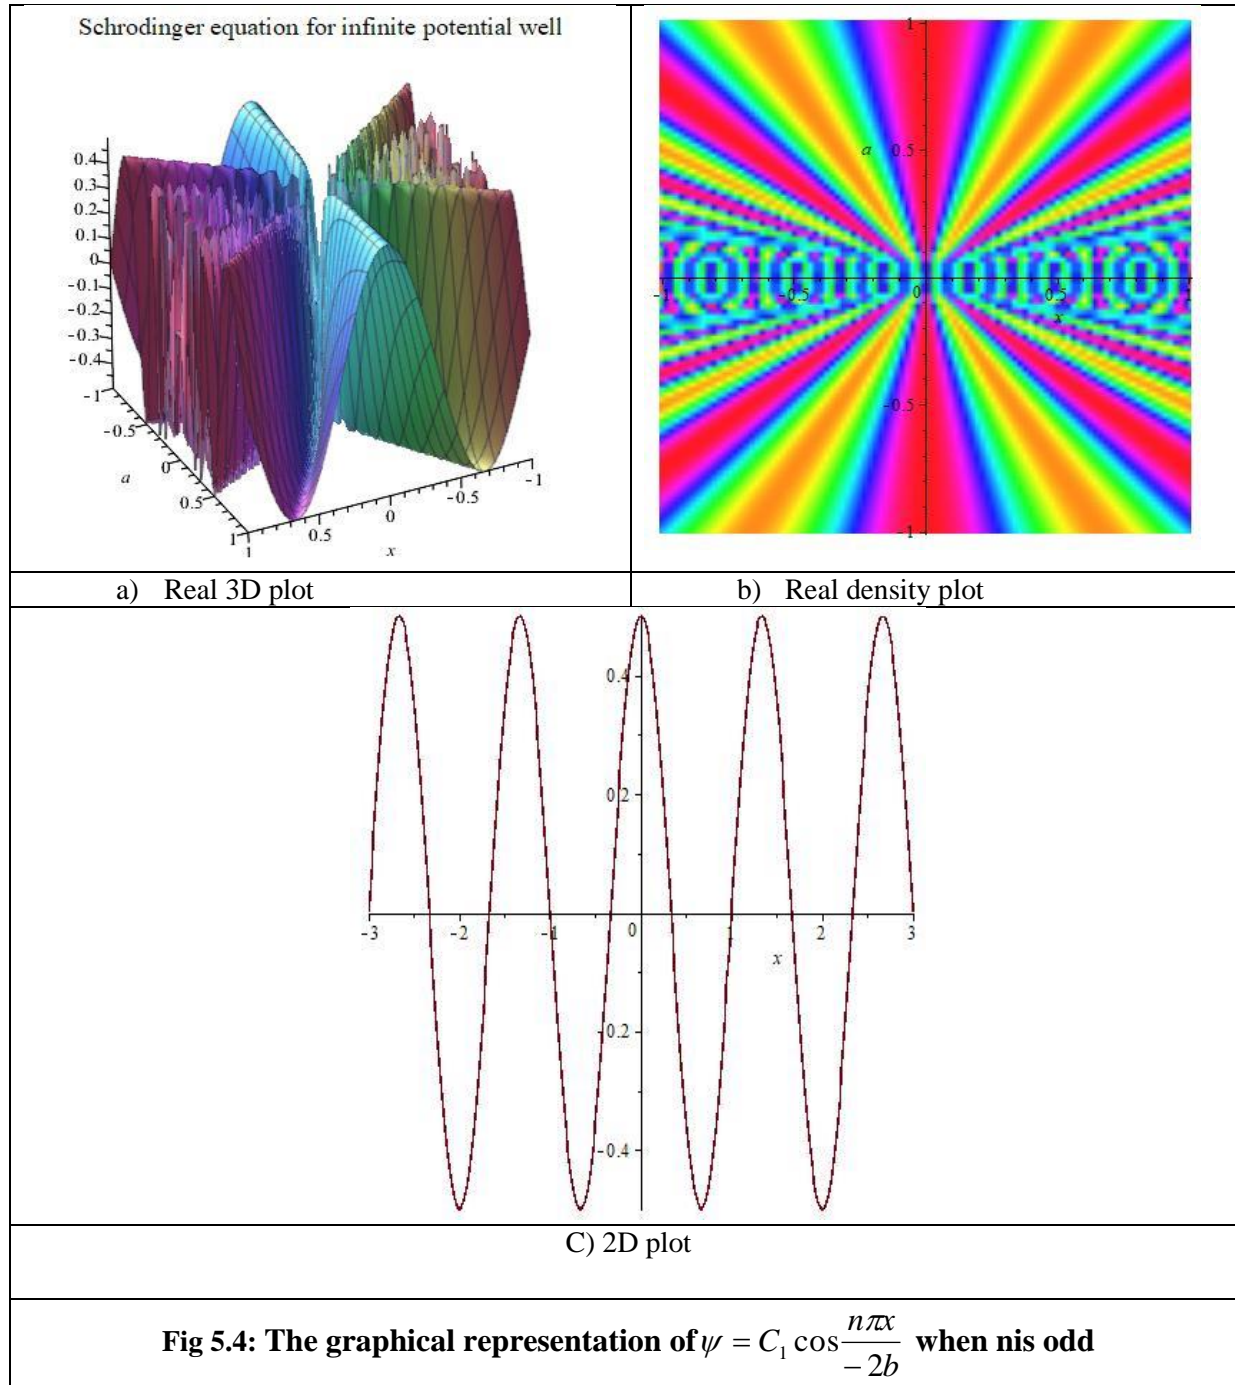 Schrodinger equation for infinite potential well
0.4
0.3
0.2
0.1
0
-0.1
-0.2
-0.3
-0.4
-1
-0.5
0
0.5
1
a
1
0.5
0
-0.5
-1
x
1
a 0.5
-1 -0.5 0 0.5 1
x
-0.5
-1
a) Real 3D plot b) Real density plot
0.4
0.2
-3 -2 -1 0 1 2 3
x
-0.2
-0.4
C) 2D plot
Fig 5.4: The graphical representation of ψ = C₁ cos nπx / −2b when nis odd